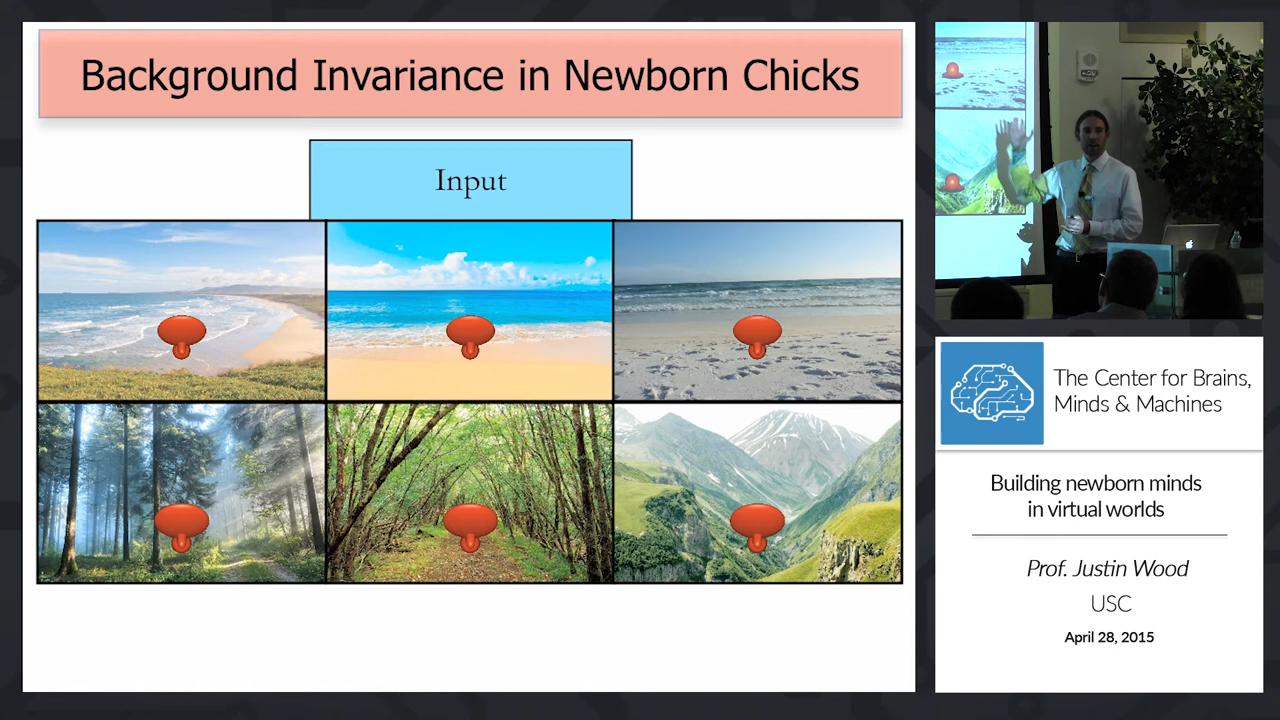 Background Invariance in Newborn Chicks
Input
The Center for Brains,
Minds & Machines
Building newborn minds
in virtual worlds
Prof. Justin Wood
USC
April 28, 2015